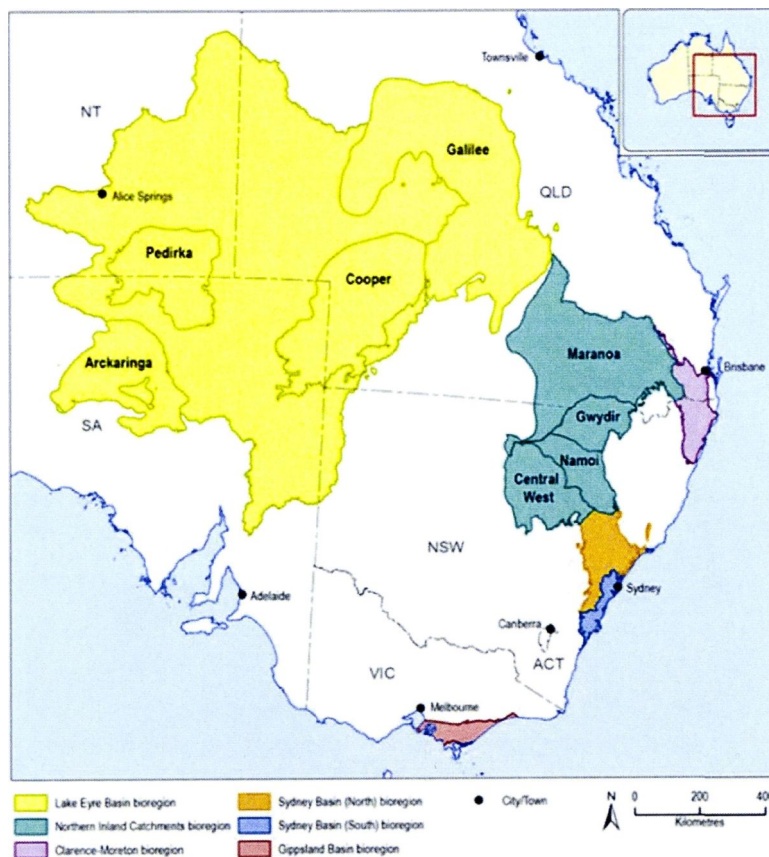 Townsville
NT
Galilee
QLD
Alice Springs
Pedirka
Cooper
Arckaringa
Maranoa
Brisbane
SA
Gwydir
Namoi
Central
West
NSW
Adelaide
Sydney
Canberra
ACT
VIC
Melbourne
Lake Eyre Basin bioregion
Northern Inland Catchments bioregion
Clarence-Moreton bioregion
Sydney Basin (North) bioregion
Sydney Basin (South) bioregion
Gippsland Basin bioregion
City/Town
N
0 200 400
Kilometres